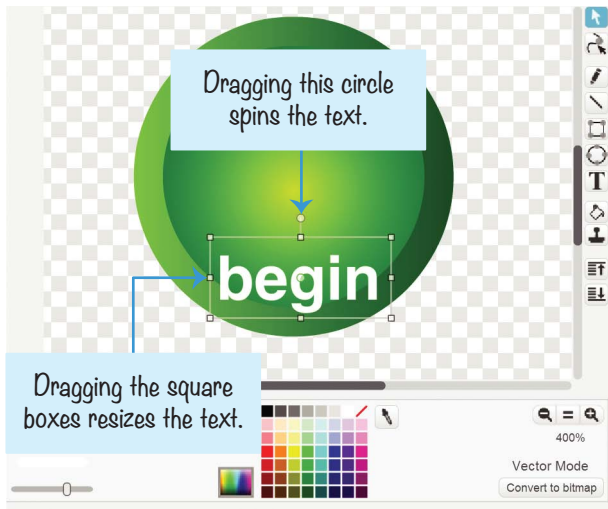 Dragging this circle
spins the text.
T
begin
Dragging the square
boxes resizes the text.
400%
Vector Mode
Convert to bitmap